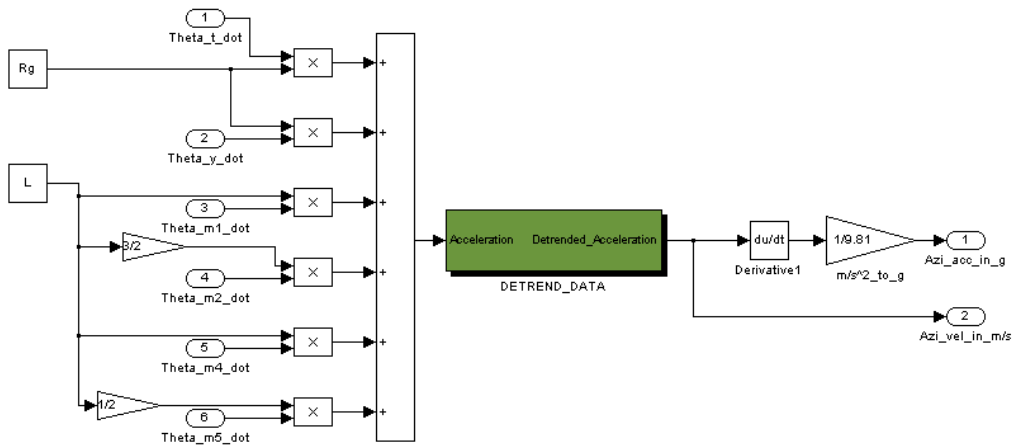 1
Theta_t_dot
Rg
×
+
×
+
2
Theta_y_dot
L
×
+
3
Theta_m1_dot
3/2
×
+
4
Theta_m2_dot
×
+
5
Theta_m4_dot
1/2
×
+
6
Theta_m5_dot
Acceleration Detrended_Acceleration
DETREND_DATA
du/dt
Derivative1
1/9.81
m/s^2_to_g
1
Azi_acc_in_g
2
Azi_vel_in_m/s